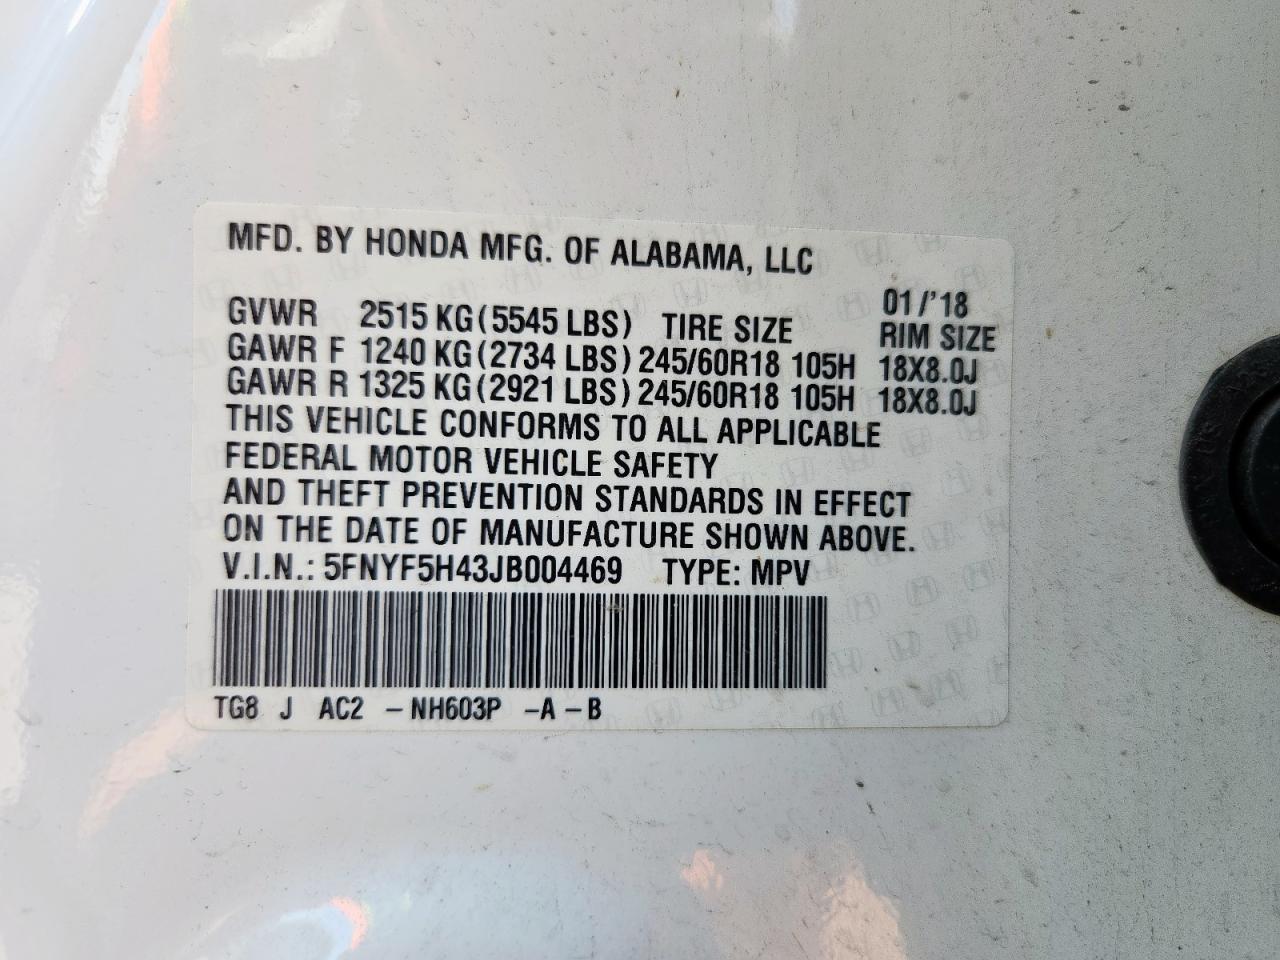 MFD. BY HONDA MFG. OF ALABAMA, LLC
01/'18
GVWR 2515 KG(5545 LBS) TIRE SIZE RIM SIZE
GAWR F 1240 KG(2734 LBS) 245/60R18 105H 18X8.0J
GAWR R 1325 KG(2921 LBS) 245/60R18 105H 18X8.0J
THIS VEHICLE CONFORMS TO ALL APPLICABLE
FEDERAL MOTOR VEHICLE SAFETY
AND THEFT PREVENTION STANDARDS IN EFFECT
ON THE DATE OF MANUFACTURE SHOWN ABOVE.
V.I.N.: 5FNYF5H43JB004469 TYPE: MPV
TG8 J AC2 - NH603P -A - B